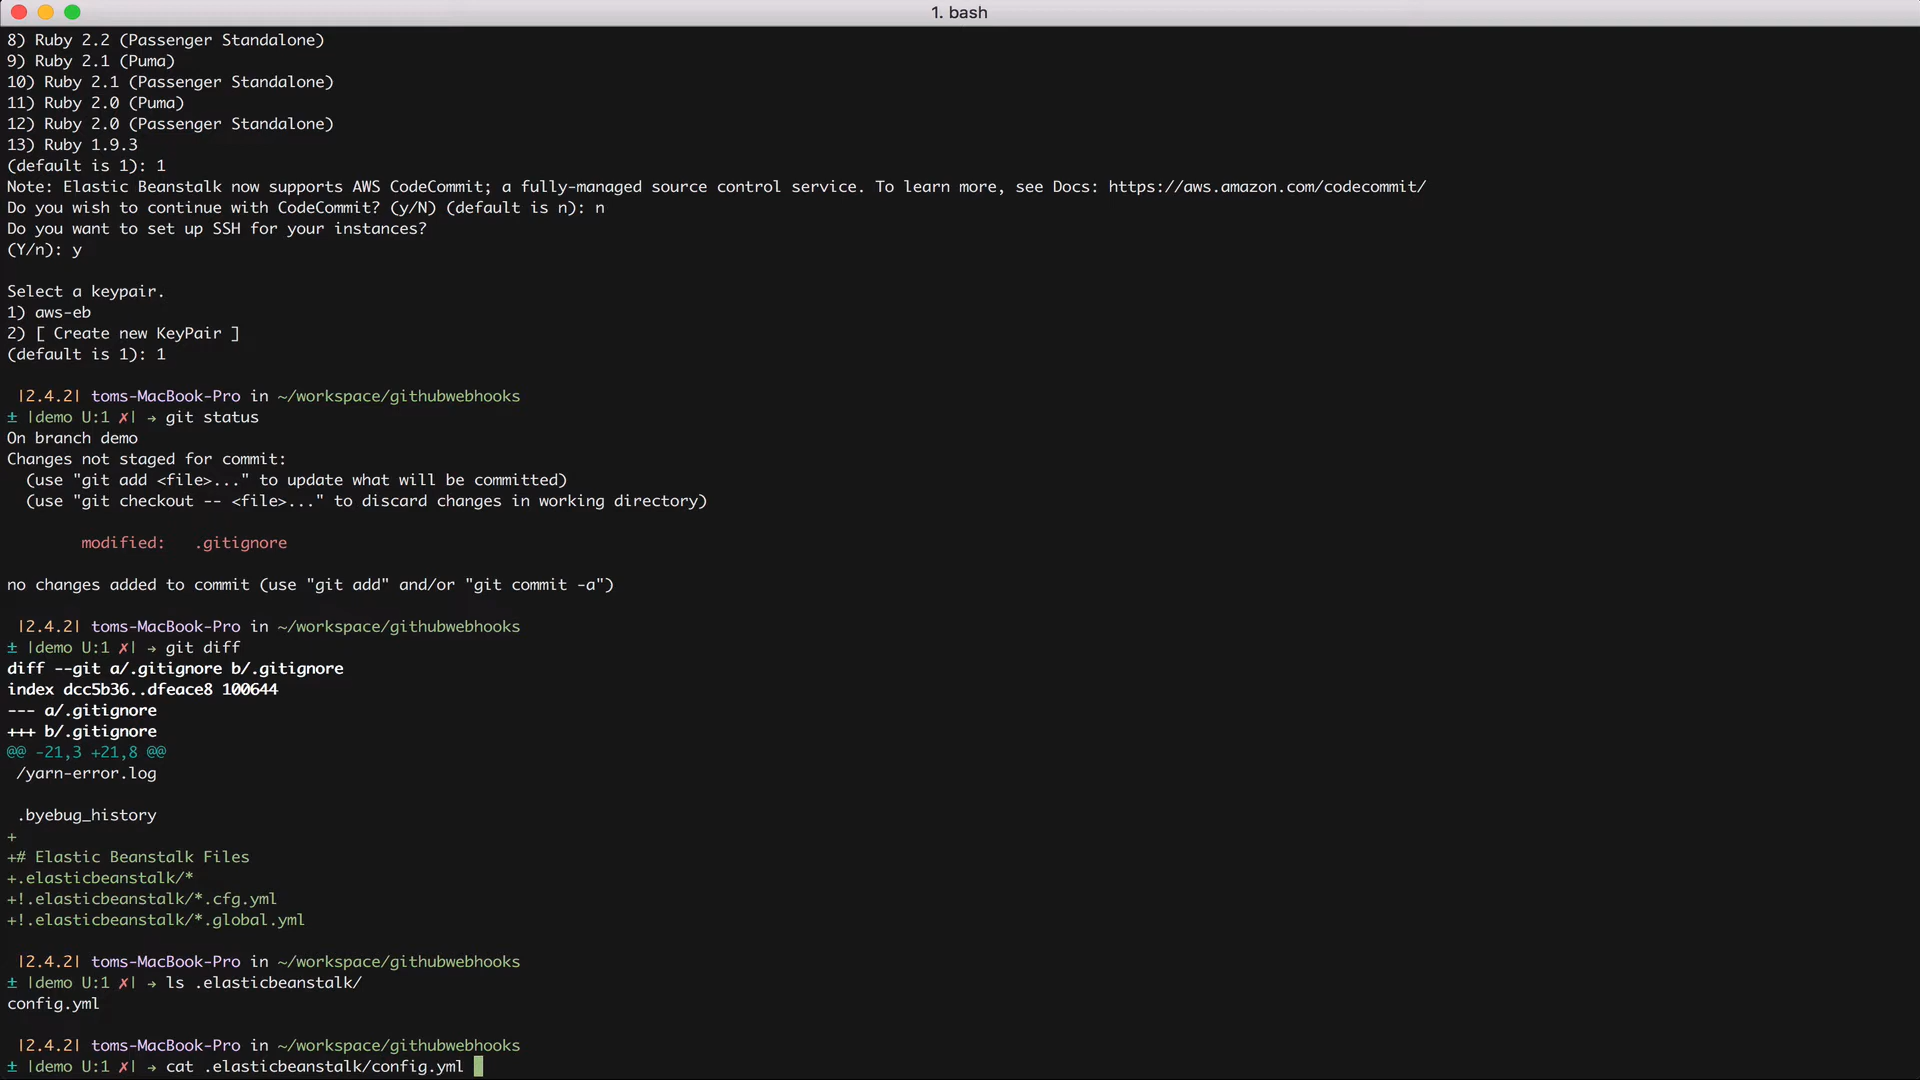 1. bash
8) Ruby 2.2 (Passenger Standalone)
9) Ruby 2.1 (Puma)
10) Ruby 2.1 (Passenger Standalone)
11) Ruby 2.0 (Puma)
12) Ruby 2.0 (Passenger Standalone)
13) Ruby 1.9.3
(default is 1): 1
Note: Elastic Beanstalk now supports AWS CodeCommit; a fully-managed source control service. To learn more, see Docs: https://aws.amazon.com/codecommit/
Do you wish to continue with CodeCommit? (y/N) (default is n): n
Do you want to set up SSH for your instances?
(Y/n): y
Select a keypair.
1) aws-eb
2) [ Create new KeyPair ]
(default is 1): 1
|2.4.2| toms-MacBook-Pro in ~/workspace/githubwebhooks
± |demo U:1 ✗| → git status
On branch demo
Changes not staged for commit:
  (use "git add <file>..." to update what will be committed)
  (use "git checkout -- <file>..." to discard changes in working directory)
        modified:   .gitignore
no changes added to commit (use "git add" and/or "git commit -a")
|2.4.2| toms-MacBook-Pro in ~/workspace/githubwebhooks
± |demo U:1 ✗| → git diff
diff --git a/.gitignore b/.gitignore
index dcc5b36..dfeace8 100644
--- a/.gitignore
+++ b/.gitignore
@@ -21,3 +21,8 @@
 /yarn-error.log
 .byebug_history
+
+# Elastic Beanstalk Files
+.elasticbeanstalk/*
+!.elasticbeanstalk/*.cfg.yml
+!.elasticbeanstalk/*.global.yml
|2.4.2| toms-MacBook-Pro in ~/workspace/githubwebhooks
± |demo U:1 ✗| → ls .elasticbeanstalk/
config.yml
|2.4.2| toms-MacBook-Pro in ~/workspace/githubwebhooks
± |demo U:1 ✗| → cat .elasticbeanstalk/config.yml